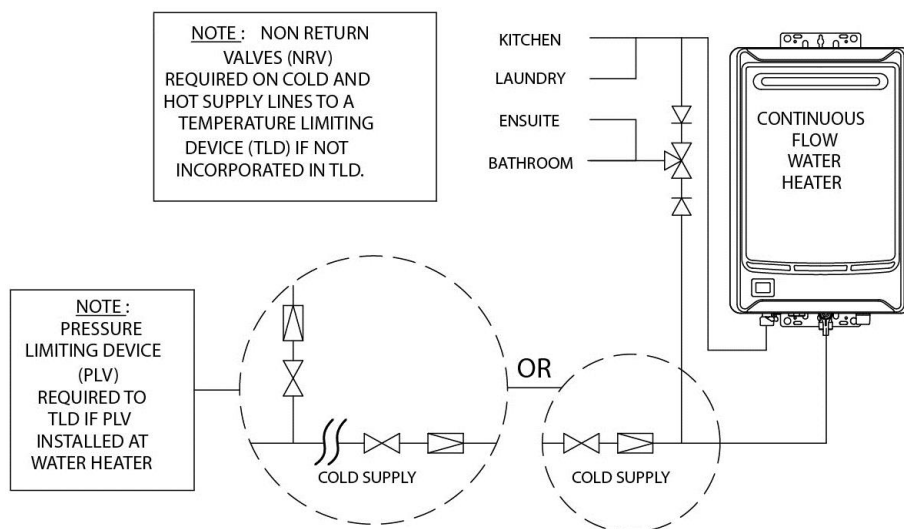 NOTE : NON RETURN
VALVES (NRV)
REQUIRED ON COLD AND
HOT SUPPLY LINES TO A
TEMPERATURE LIMITING
DEVICE (TLD) IF NOT
INCORPORATED IN TLD.
KITCHEN
LAUNDRY
ENSUITE
BATHROOM
CONTINUOUS
FLOW
WATER
HEATER
NOTE :
PRESSURE
LIMITING DEVICE
(PLV)
REQUIRED TO
TLD IF PLV
INSTALLED AT
WATER HEATER
OR
COLD SUPPLY
COLD SUPPLY